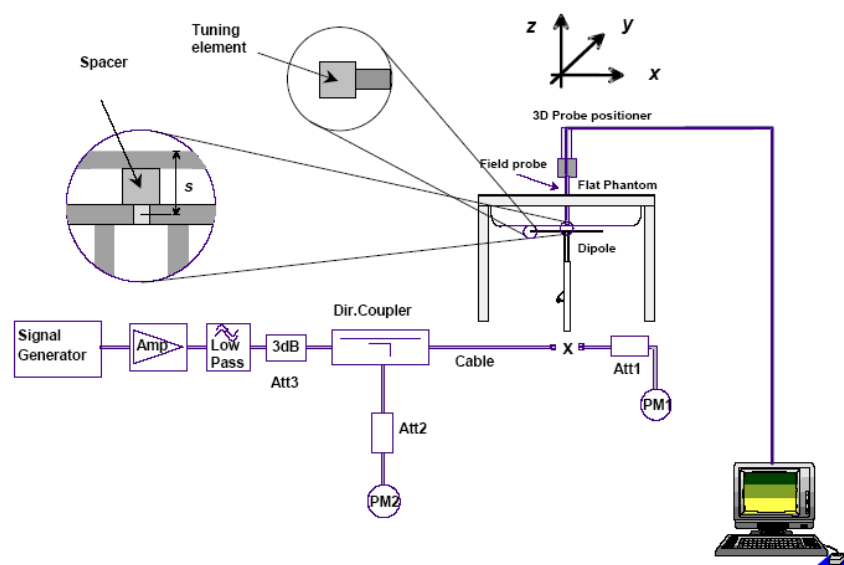 Tuning
element
Spacer
z
y
x
3D Probe positioner
Field probe
s
Flat Phantom
Dipole
Dir.Coupler
Signal
Generator
Amp
Low
Pass
3dB
Att3
Cable
X
Att1
PM1
Att2
PM2